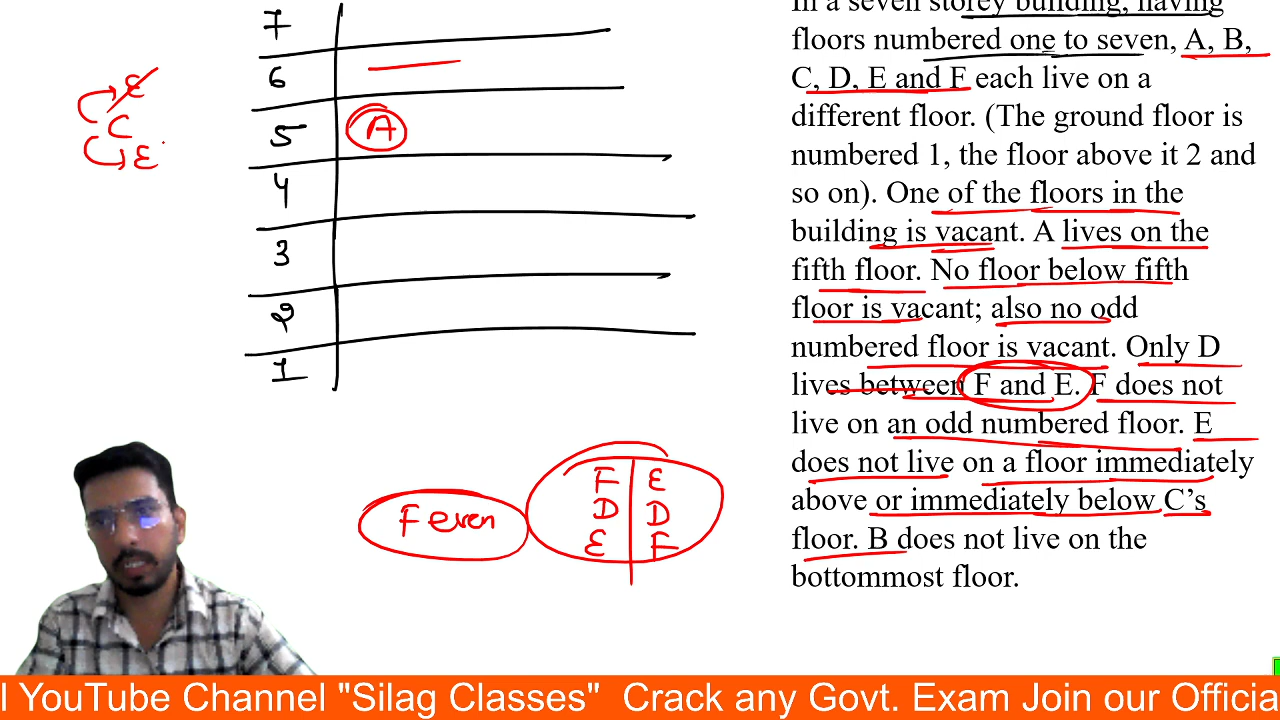 In a seven storey building, having
floors numbered one to seven, A, B,
C, D, E and F each live on a
different floor. (The ground floor is
numbered 1, the floor above it 2 and
so on). One of the floors in the
building is vacant. A lives on the
fifth floor. No floor below fifth
floor is vacant; also no odd
numbered floor is vacant. Only D
lives between F and E. F does not
live on an odd numbered floor. E
does not live on a floor immediately
above or immediately below C's
floor. B does not live on the
bottommost floor.
7
6
5 A
4
3
2
1
E
C
E
F even
F E
D D
E F
l YouTube Channel "Silag Classes" Crack any Govt. Exam Join our Officia